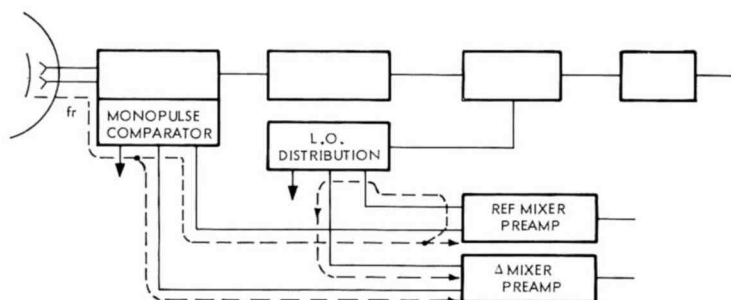 fr
MONOPULSE
COMPARATOR
L.O.
DISTRIBUTION
REF MIXER
PREAMP
Δ MIXER
PREAMP